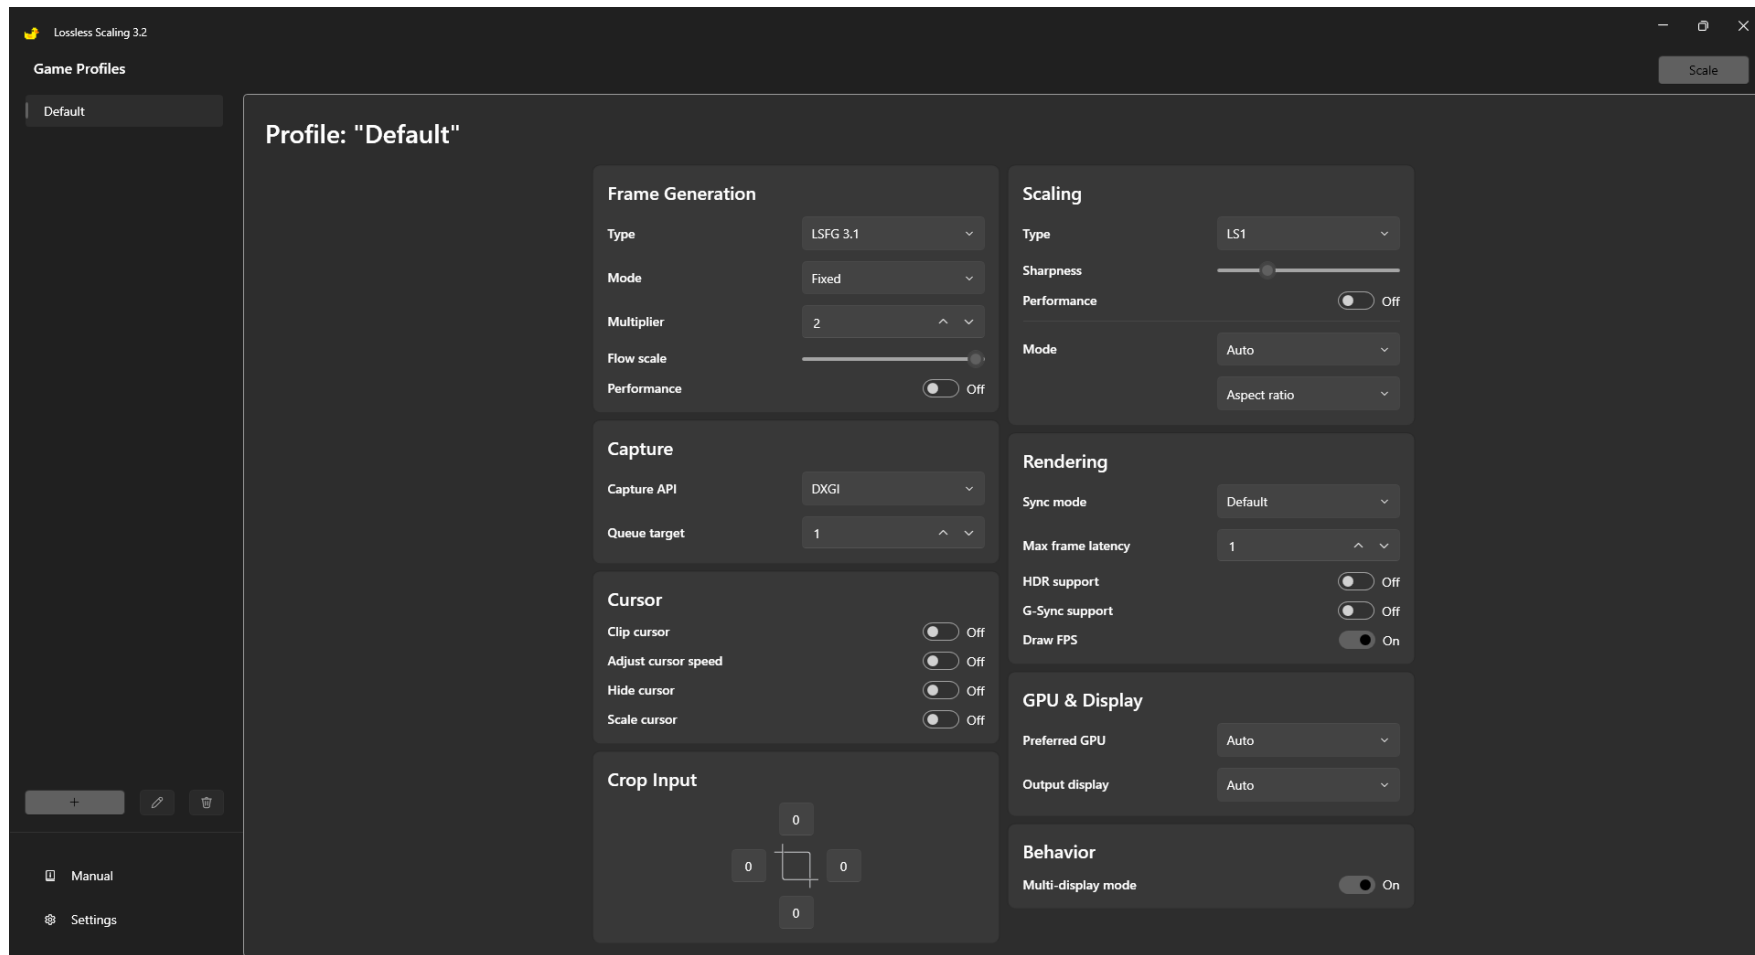 Lossless Scaling 3.2
Game Profiles
Scale
Default
Profile: "Default"
Frame Generation
Type
LSFG 3.1
Mode
Fixed
Multiplier
2
Flow scale
Performance
Off
Capture
Capture API
DXGI
Queue target
1
Cursor
Clip cursor
Off
Adjust cursor speed
Off
Hide cursor
Off
Scale cursor
Off
Crop Input
0
0
0
0
Scaling
Type
LS1
Sharpness
Performance
Off
Mode
Auto
Aspect ratio
Rendering
Sync mode
Default
Max frame latency
1
HDR support
Off
G-Sync support
Off
Draw FPS
On
GPU & Display
Preferred GPU
Auto
Output display
Auto
Behavior
Multi-display mode
On
Manual
Settings